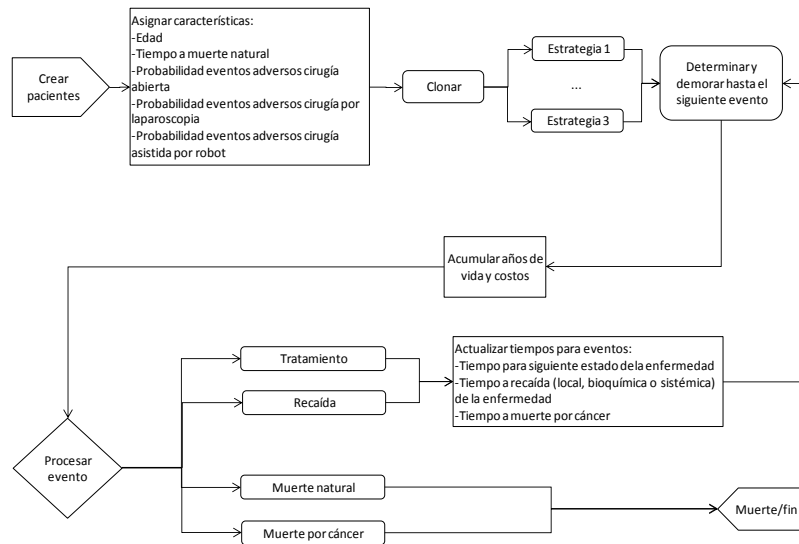 Crear
pacientes
Asignar características:
-Edad
-Tiempo a muerte natural
-Probabilidad eventos adversos cirugía
abierta
-Probabilidad eventos adversos cirugía por
laparoscopia
-Probabilidad eventos adversos cirugía
asistida por robot
Clonar
Estrategia 1
...
Estrategia 3
Determinar y
demorar hasta el
siguiente evento
Acumular años de
vida y costos
Procesar
evento
Tratamiento
Recaída
Muerte natural
Muerte por cáncer
Actualizar tiempos para eventos:
-Tiempo para siguiente estado dela enfermedad
-Tiempo a recaída (local, bioquímica o sistémica)
de la enfermedad
-Tiempo a muerte por cáncer
Muerte/fin